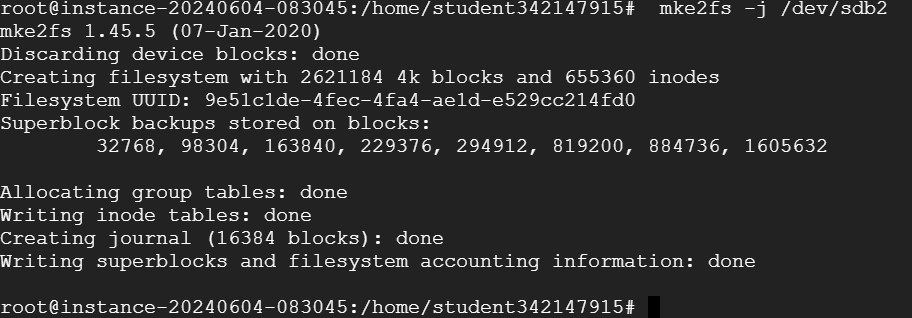 root@instance-20240604-083045:/home/student342147915#  mke2fs -j /dev/sdb2
mke2fs 1.45.5 (07-Jan-2020)
Discarding device blocks: done
Creating filesystem with 2621184 4k blocks and 655360 inodes
Filesystem UUID: 9e51c1de-4fec-4fa4-ae1d-e529cc214fd0
Superblock backups stored on blocks:
        32768, 98304, 163840, 229376, 294912, 819200, 884736, 1605632

Allocating group tables: done
Writing inode tables: done
Creating journal (16384 blocks): done
Writing superblocks and filesystem accounting information: done

root@instance-20240604-083045:/home/student342147915#